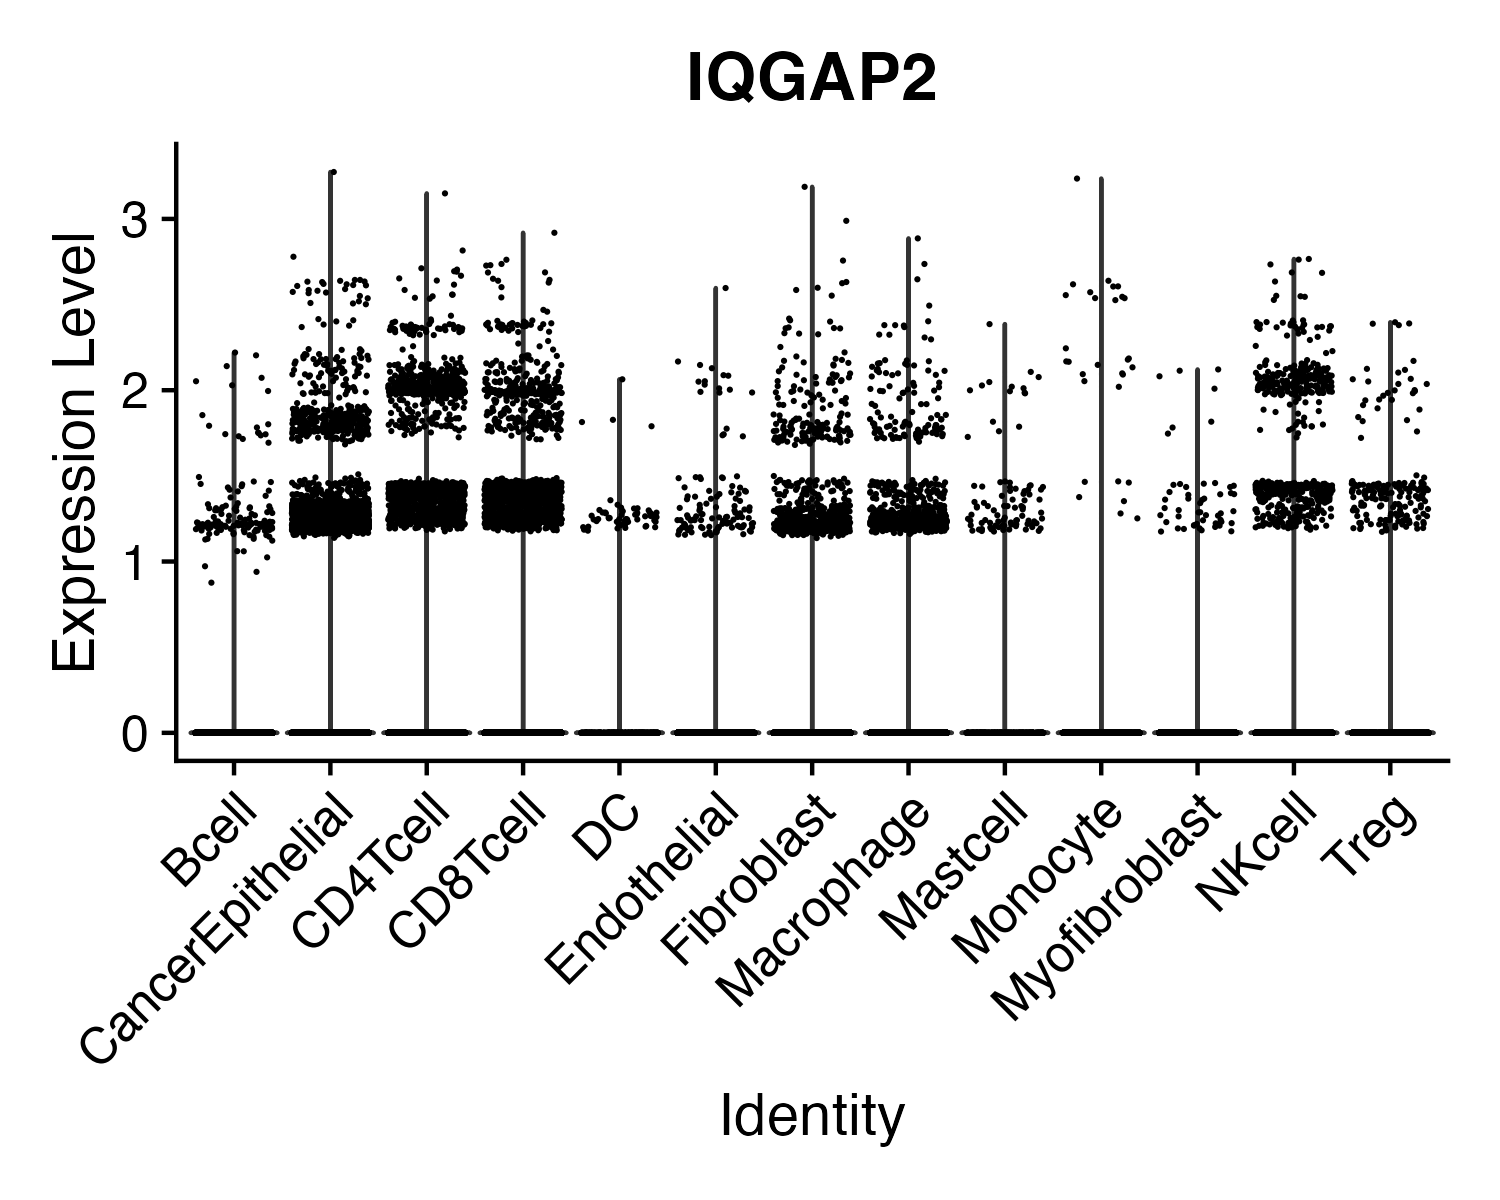 IQGAP2
Expression Level
3
2
1
0
Bcell
CancerEpithelial
CD4Tcell
CD8Tcell
DC
Endothelial
Fibroblast
Macrophage
Mastcell
Monocyte
Myofibroblast
NKcell
Treg
Identity